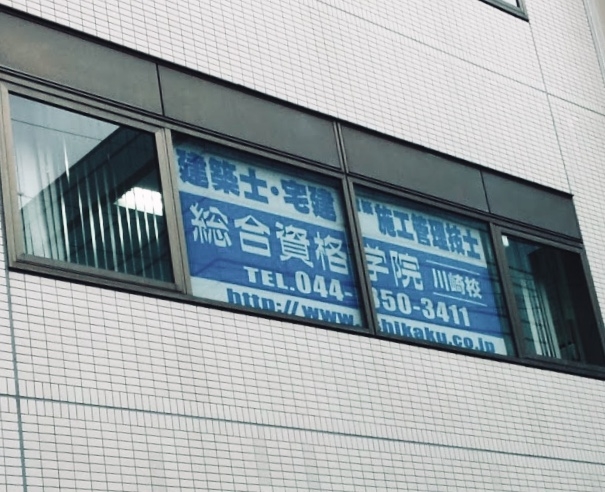 建築士・宅建 施工管理技士
総合資格学院 川崎校
TEL.044- 050-3411
http://www. hikaku.co.jp